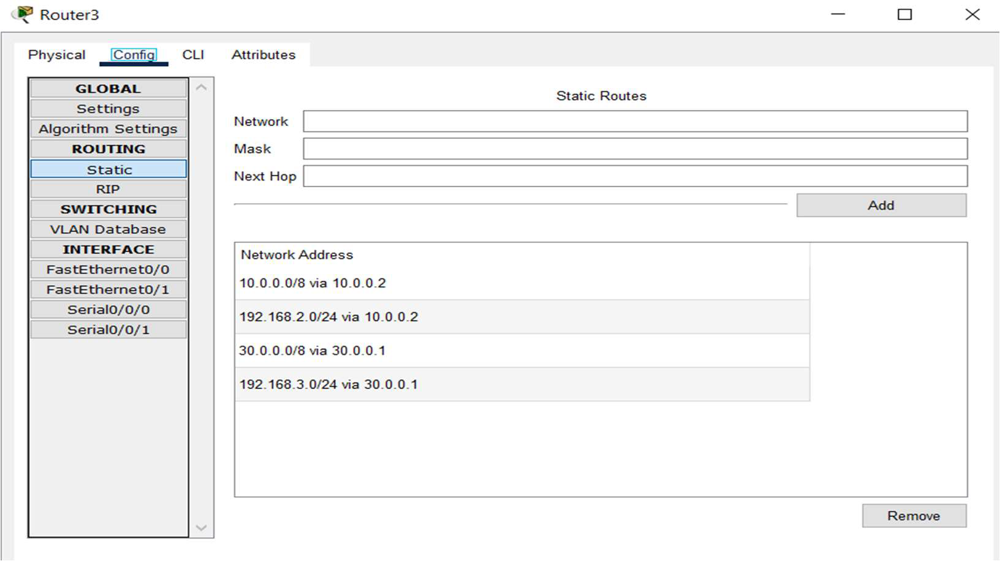 Router3
Physical Config CLI Attributes
GLOBAL
Settings
Algorithm Settings
ROUTING
Static
RIP
SWITCHING
VLAN Database
INTERFACE
FastEthernet0/0
FastEthernet0/1
Serial0/0/0
Serial0/0/1
Static Routes
Network
Mask
Next Hop
Add
Network Address
10.0.0.0/8 via 10.0.0.2
192.168.2.0/24 via 10.0.0.2
30.0.0.0/8 via 30.0.0.1
192.168.3.0/24 via 30.0.0.1
Remove